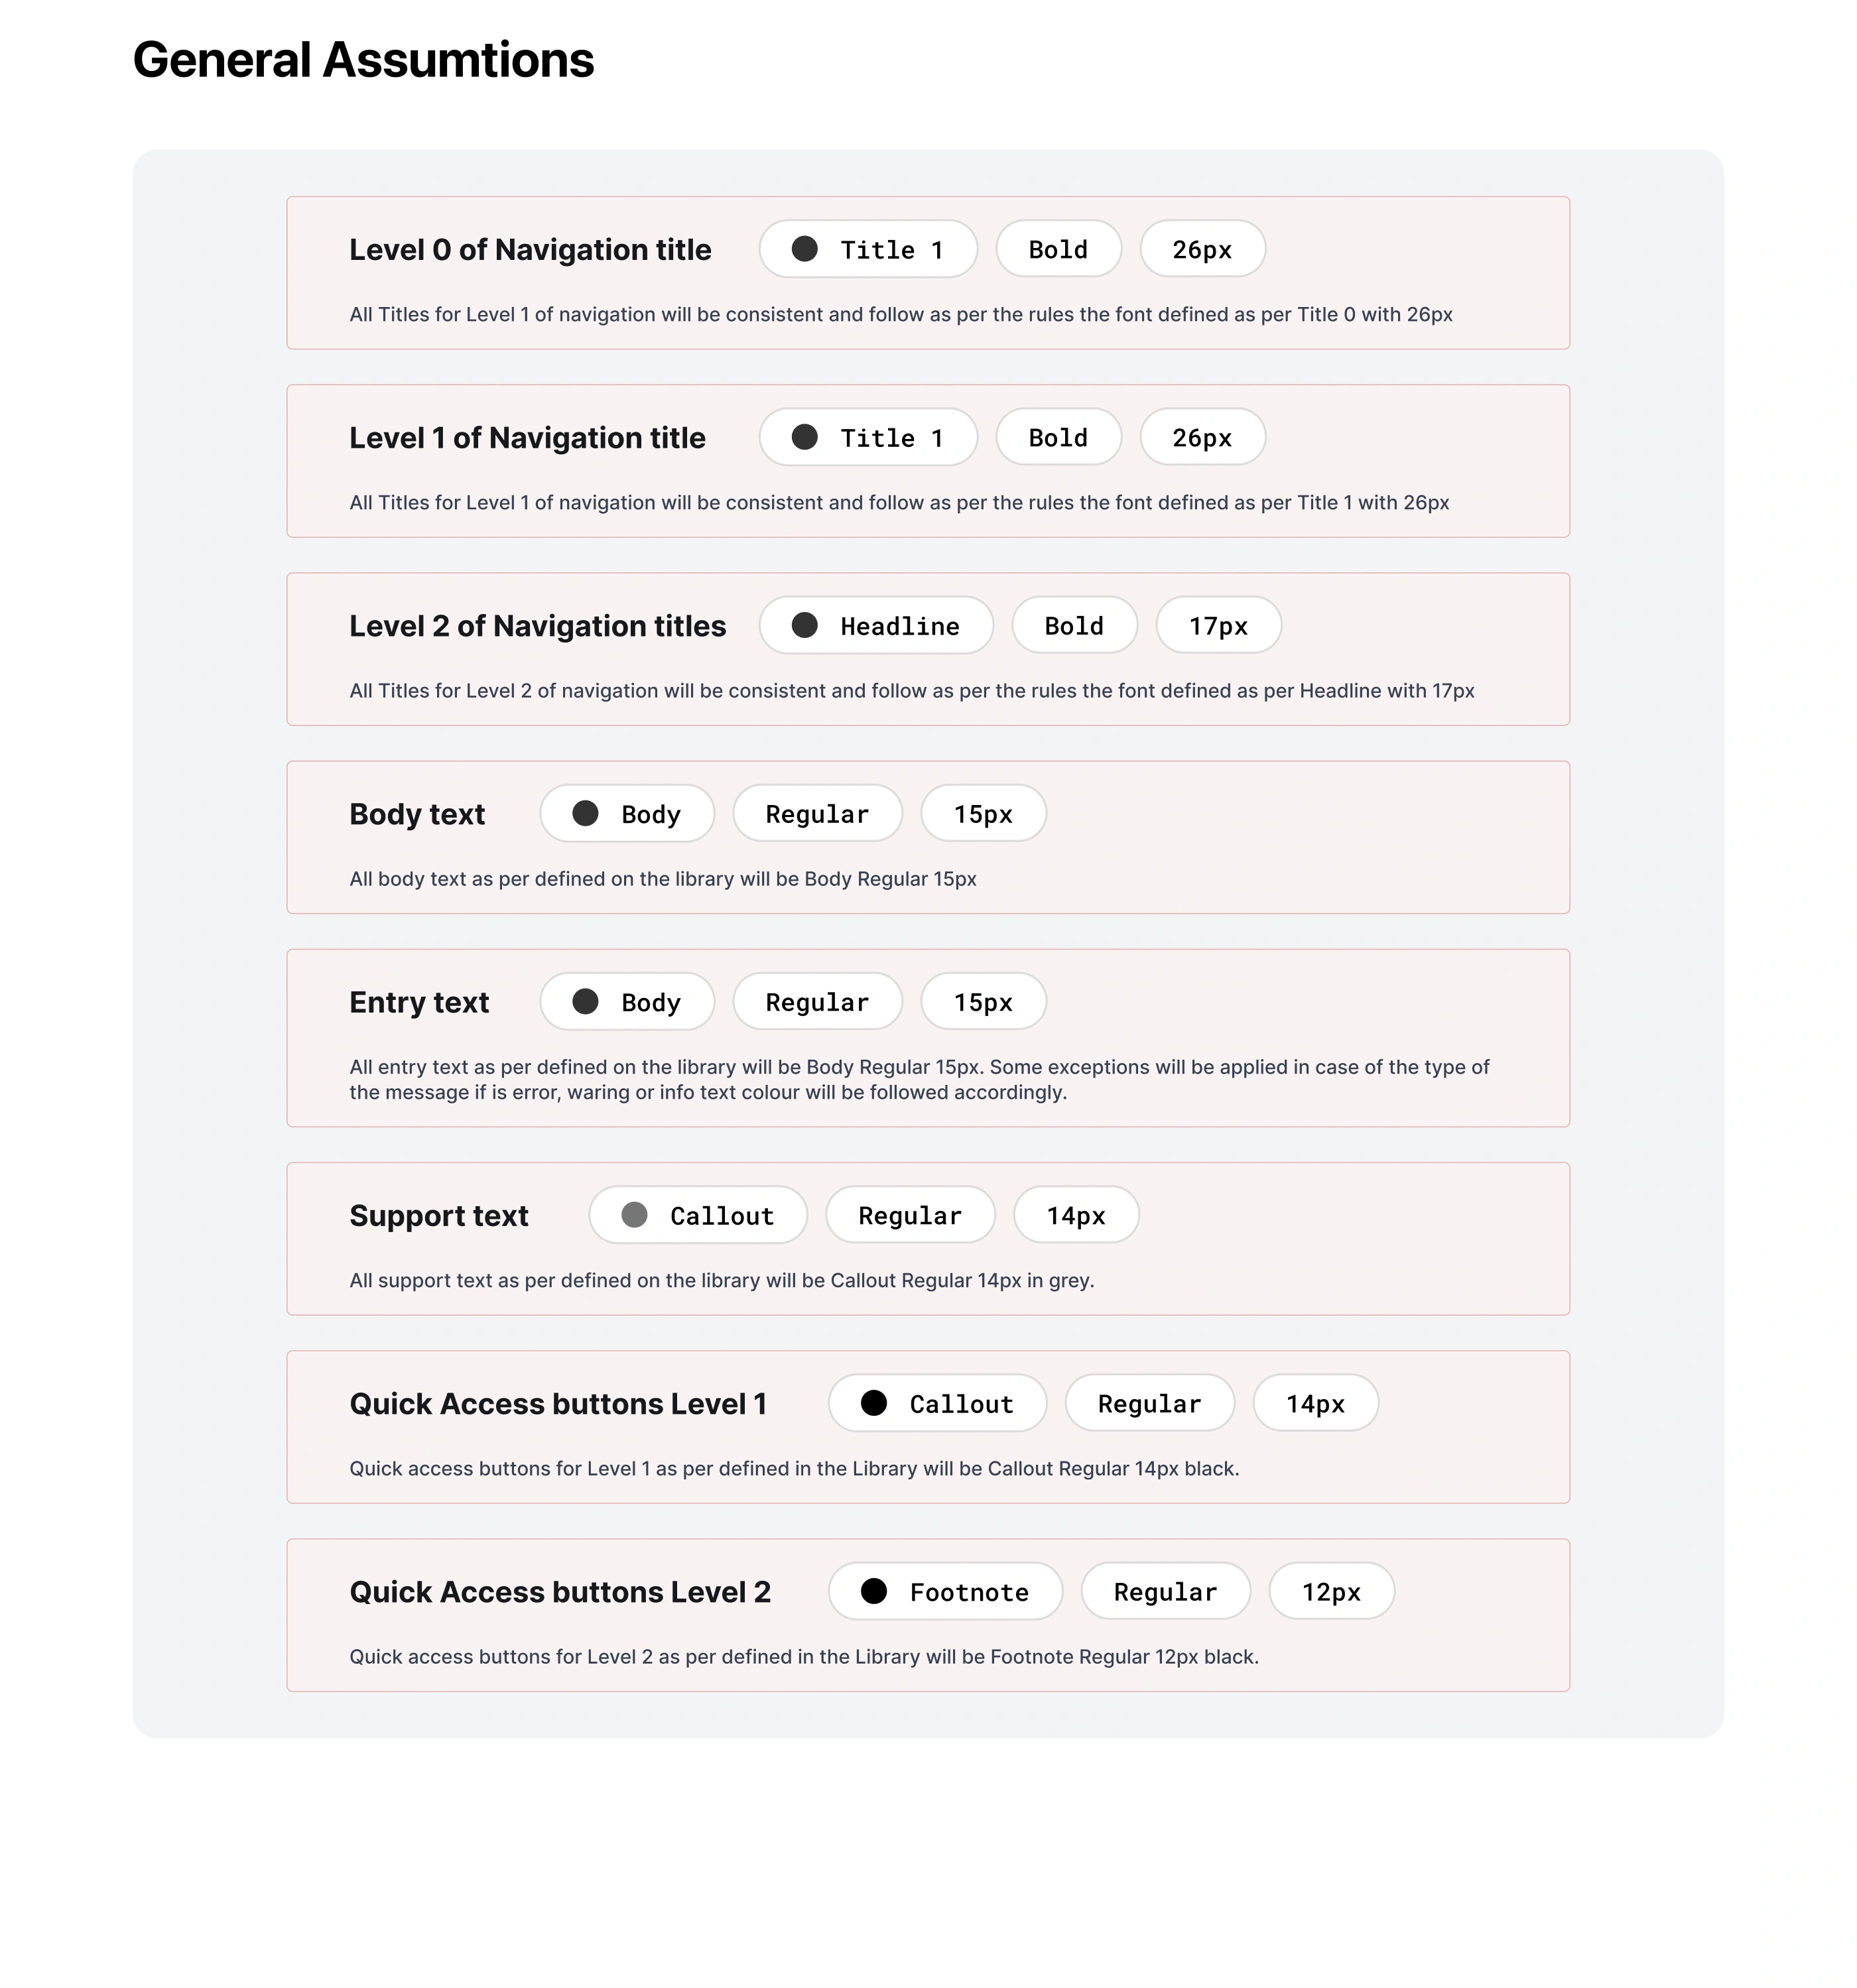 General Assumtions
Level 0 of Navigation title Title 1 Bold 26px
All Titles for Level 1 of navigation will be consistent and follow as per the rules the font defined as per Title 0 with 26px
Level 1 of Navigation title Title 1 Bold 26px
All Titles for Level 1 of navigation will be consistent and follow as per the rules the font defined as per Title 1 with 26px
Level 2 of Navigation titles Headline Bold 17px
All Titles for Level 2 of navigation will be consistent and follow as per the rules the font defined as per Headline with 17px
Body text Body Regular 15px
All body text as per defined on the library will be Body Regular 15px
Entry text Body Regular 15px
All entry text as per defined on the library will be Body Regular 15px. Some exceptions will be applied in case of the type of
the message if is error, waring or info text colour will be followed accordingly.
Support text Callout Regular 14px
All support text as per defined on the library will be Callout Regular 14px in grey.
Quick Access buttons Level 1 Callout Regular 14px
Quick access buttons for Level 1 as per defined in the Library will be Callout Regular 14px black.
Quick Access buttons Level 2 Footnote Regular 12px
Quick access buttons for Level 2 as per defined in the Library will be Footnote Regular 12px black.